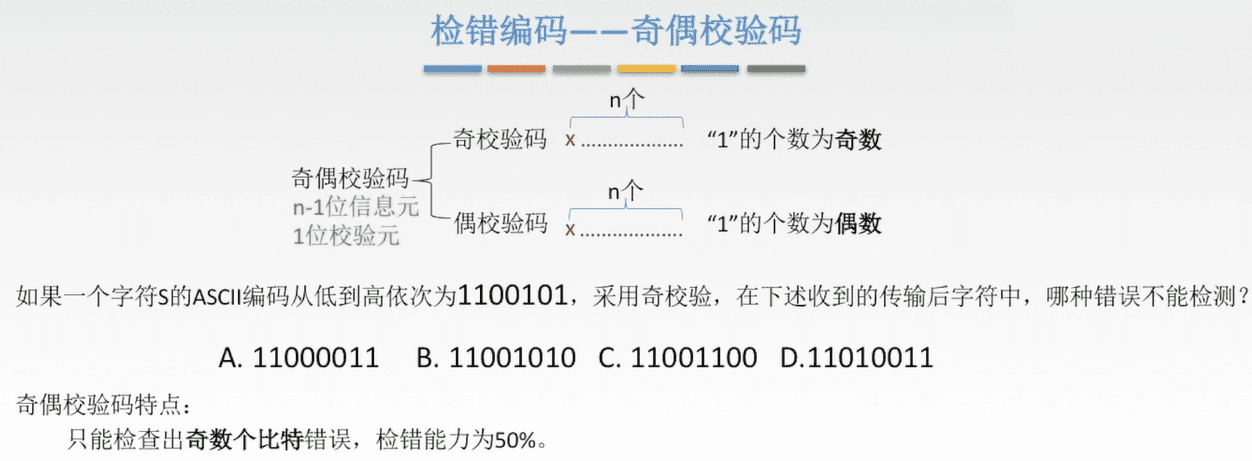 检错编码——奇偶校验码
n个
奇校验码 x ................... “1”的个数为奇数
奇偶校验码
n-1位信息元
1位校验元
n个
偶校验码 x ................... “1”的个数为偶数
如果一个字符S的ASCII编码从低到高依次为1100101，采用奇校验，在下述收到的传输后字符中，哪种错误不能检测？
A. 11000011 B. 11001010 C. 11001100 D.11010011
奇偶校验码特点：
只能检查出奇数个比特错误，检错能力为50%。